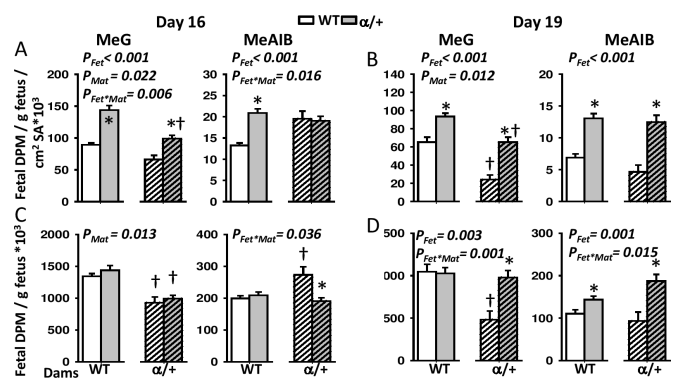 Day 16
WT
α/+
Day 19
A
MeG
MeAIB
B
MeG
MeAIB
P_Fet< 0.001
P_Mat= 0.022
P_Fet*Mat= 0.006
P_Fet< 0.001
P_Fet*Mat= 0.016
P_Fet< 0.001
P_Mat= 0.012
P_Fet< 0.001
Fetal DPM / g fetus /
cm² SA*10³
200
150
100
50
0
*
*†
30
25
20
15
10
5
0
*
140
120
100
80
60
40
20
0
*
†
*†
20
15
10
5
0
*
*
C
D
P_Mat= 0.013
P_Fet*Mat= 0.036
P_Fet= 0.003
P_Fet*Mat= 0.001
P_Fet= 0.001
P_Fet*Mat= 0.015
Fetal DPM / g fetus *10³
2000
1500
1000
500
0
†
†
400
300
200
100
0
†
*
500
000
500
0
†
*
300
200
100
0
*
*
Dams
WT
α/+
WT
α/+
WT
α/+
WT
α/+